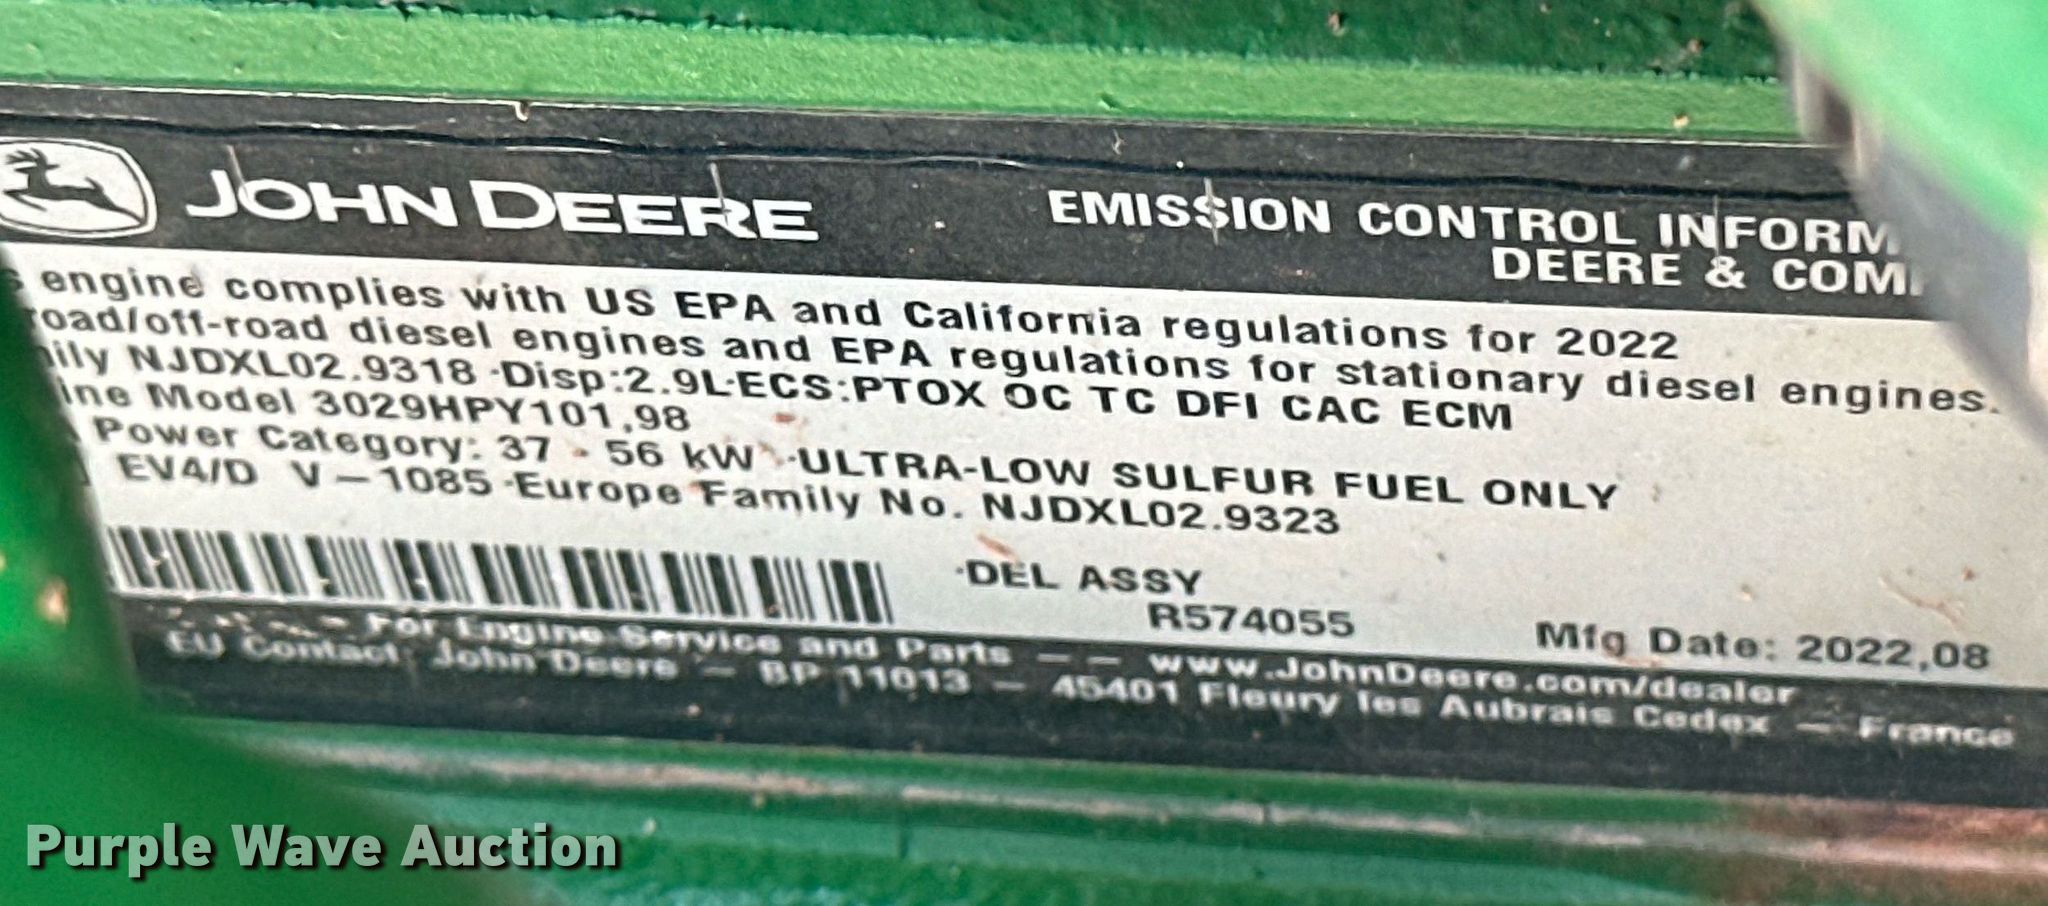 JOHN DEERE
EMISSION CONTROL INFORM
DEERE & COM
s engine complies with US EPA and California regulations for 2022
road/off-road diesel engines and EPA regulations for stationary diesel engines.
ily NJDXL02.9318 ·Disp:2.9L·ECS:PTOX OC TC DFI CAC ECM
ine Model 3029HPY101,98
Power Category: 37 - 56 kW ·ULTRA-LOW SULFUR FUEL ONLY
EV4/D V-1085 ·Europe Family No. NJDXL02.9323
·DEL ASSY
R574055
Mfg Date: 2022,08
For Engine Service and Parts -- www.JohnDeere.com/dealer
EU Contact: John Deere - BP 11013 - 45401 Fleury les Aubrais Cedex - France
Purple Wave Auction